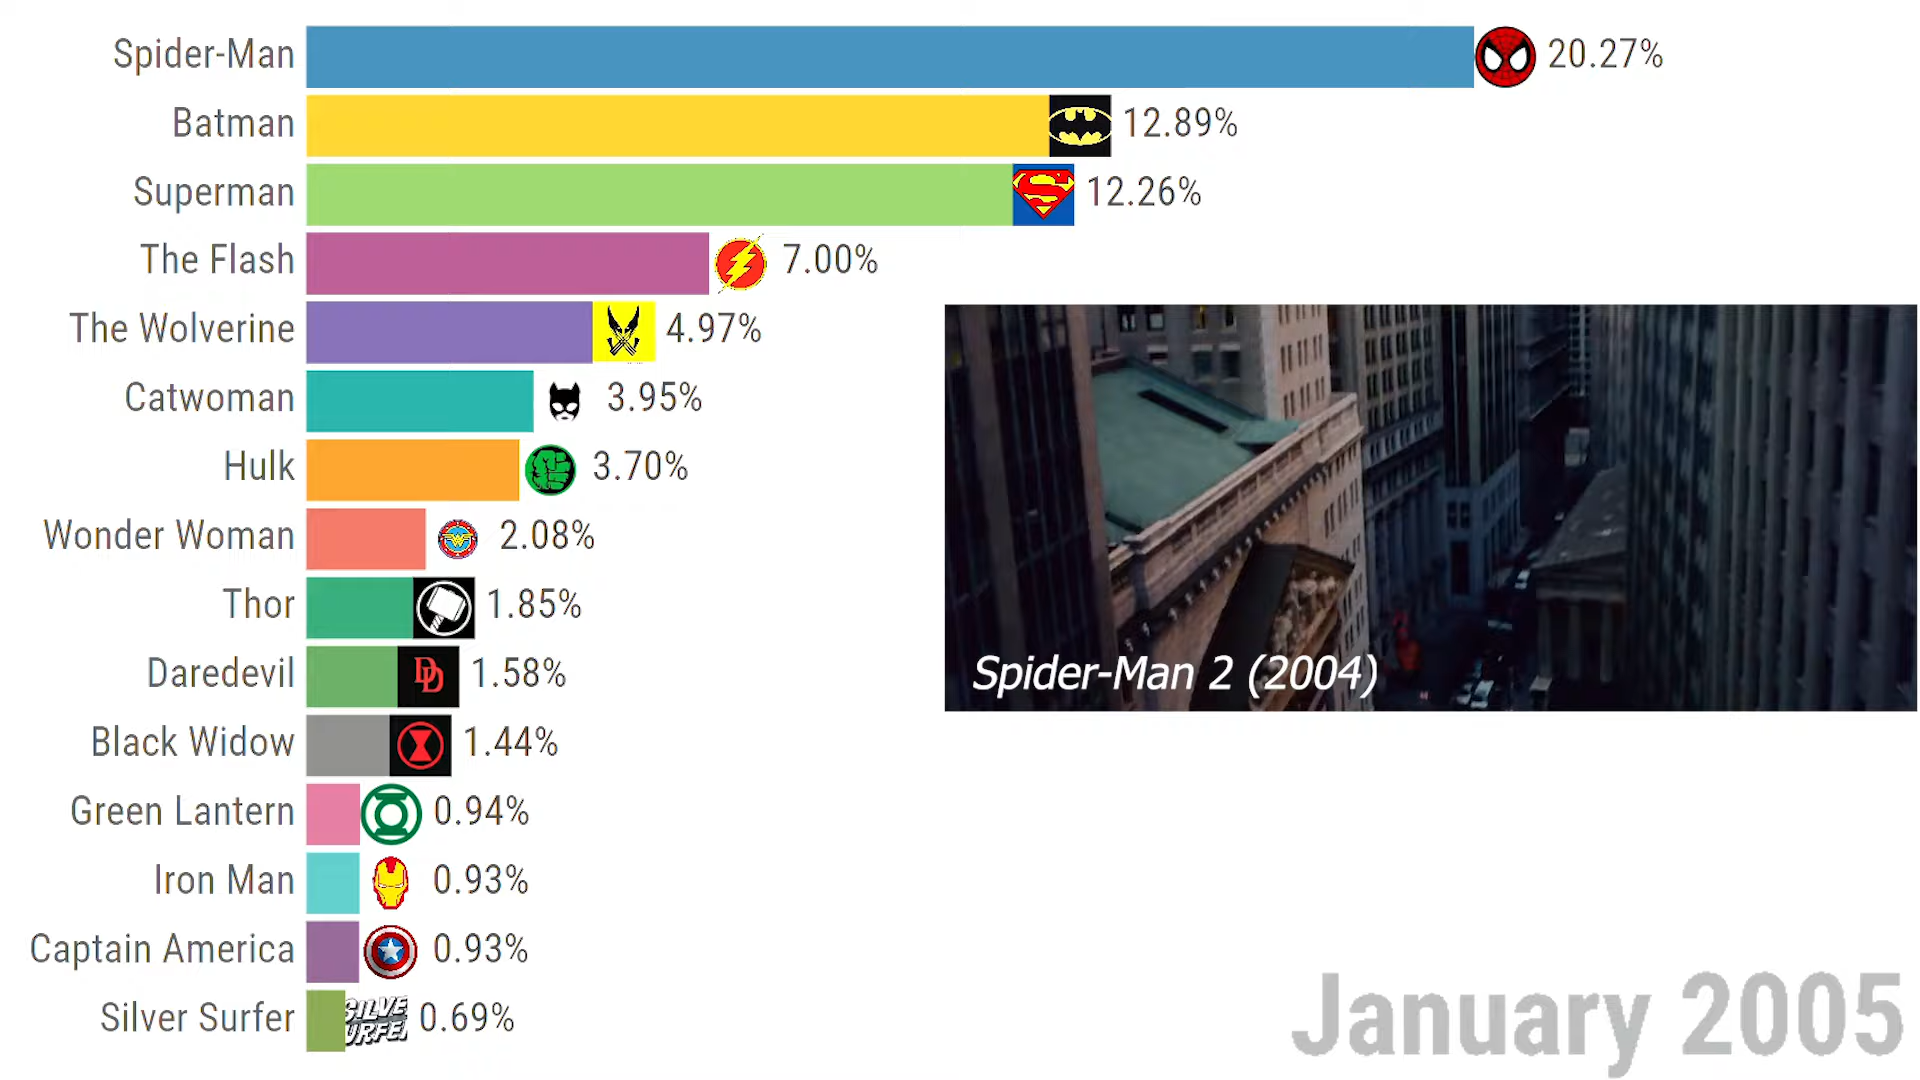 Spider-Man 20.27%
Batman 12.89%
Superman 12.26%
The Flash 7.00%
The Wolverine 4.97%
Catwoman 3.95%
Hulk 3.70%
Wonder Woman 2.08%
Thor 1.85%
Daredevil DD 1.58%
Black Widow 1.44%
Green Lantern 0.94%
Iron Man 0.93%
Captain America 0.93%
Silver Surfer SILVE URFE 0.69%
Spider-Man 2 (2004)
January 2005